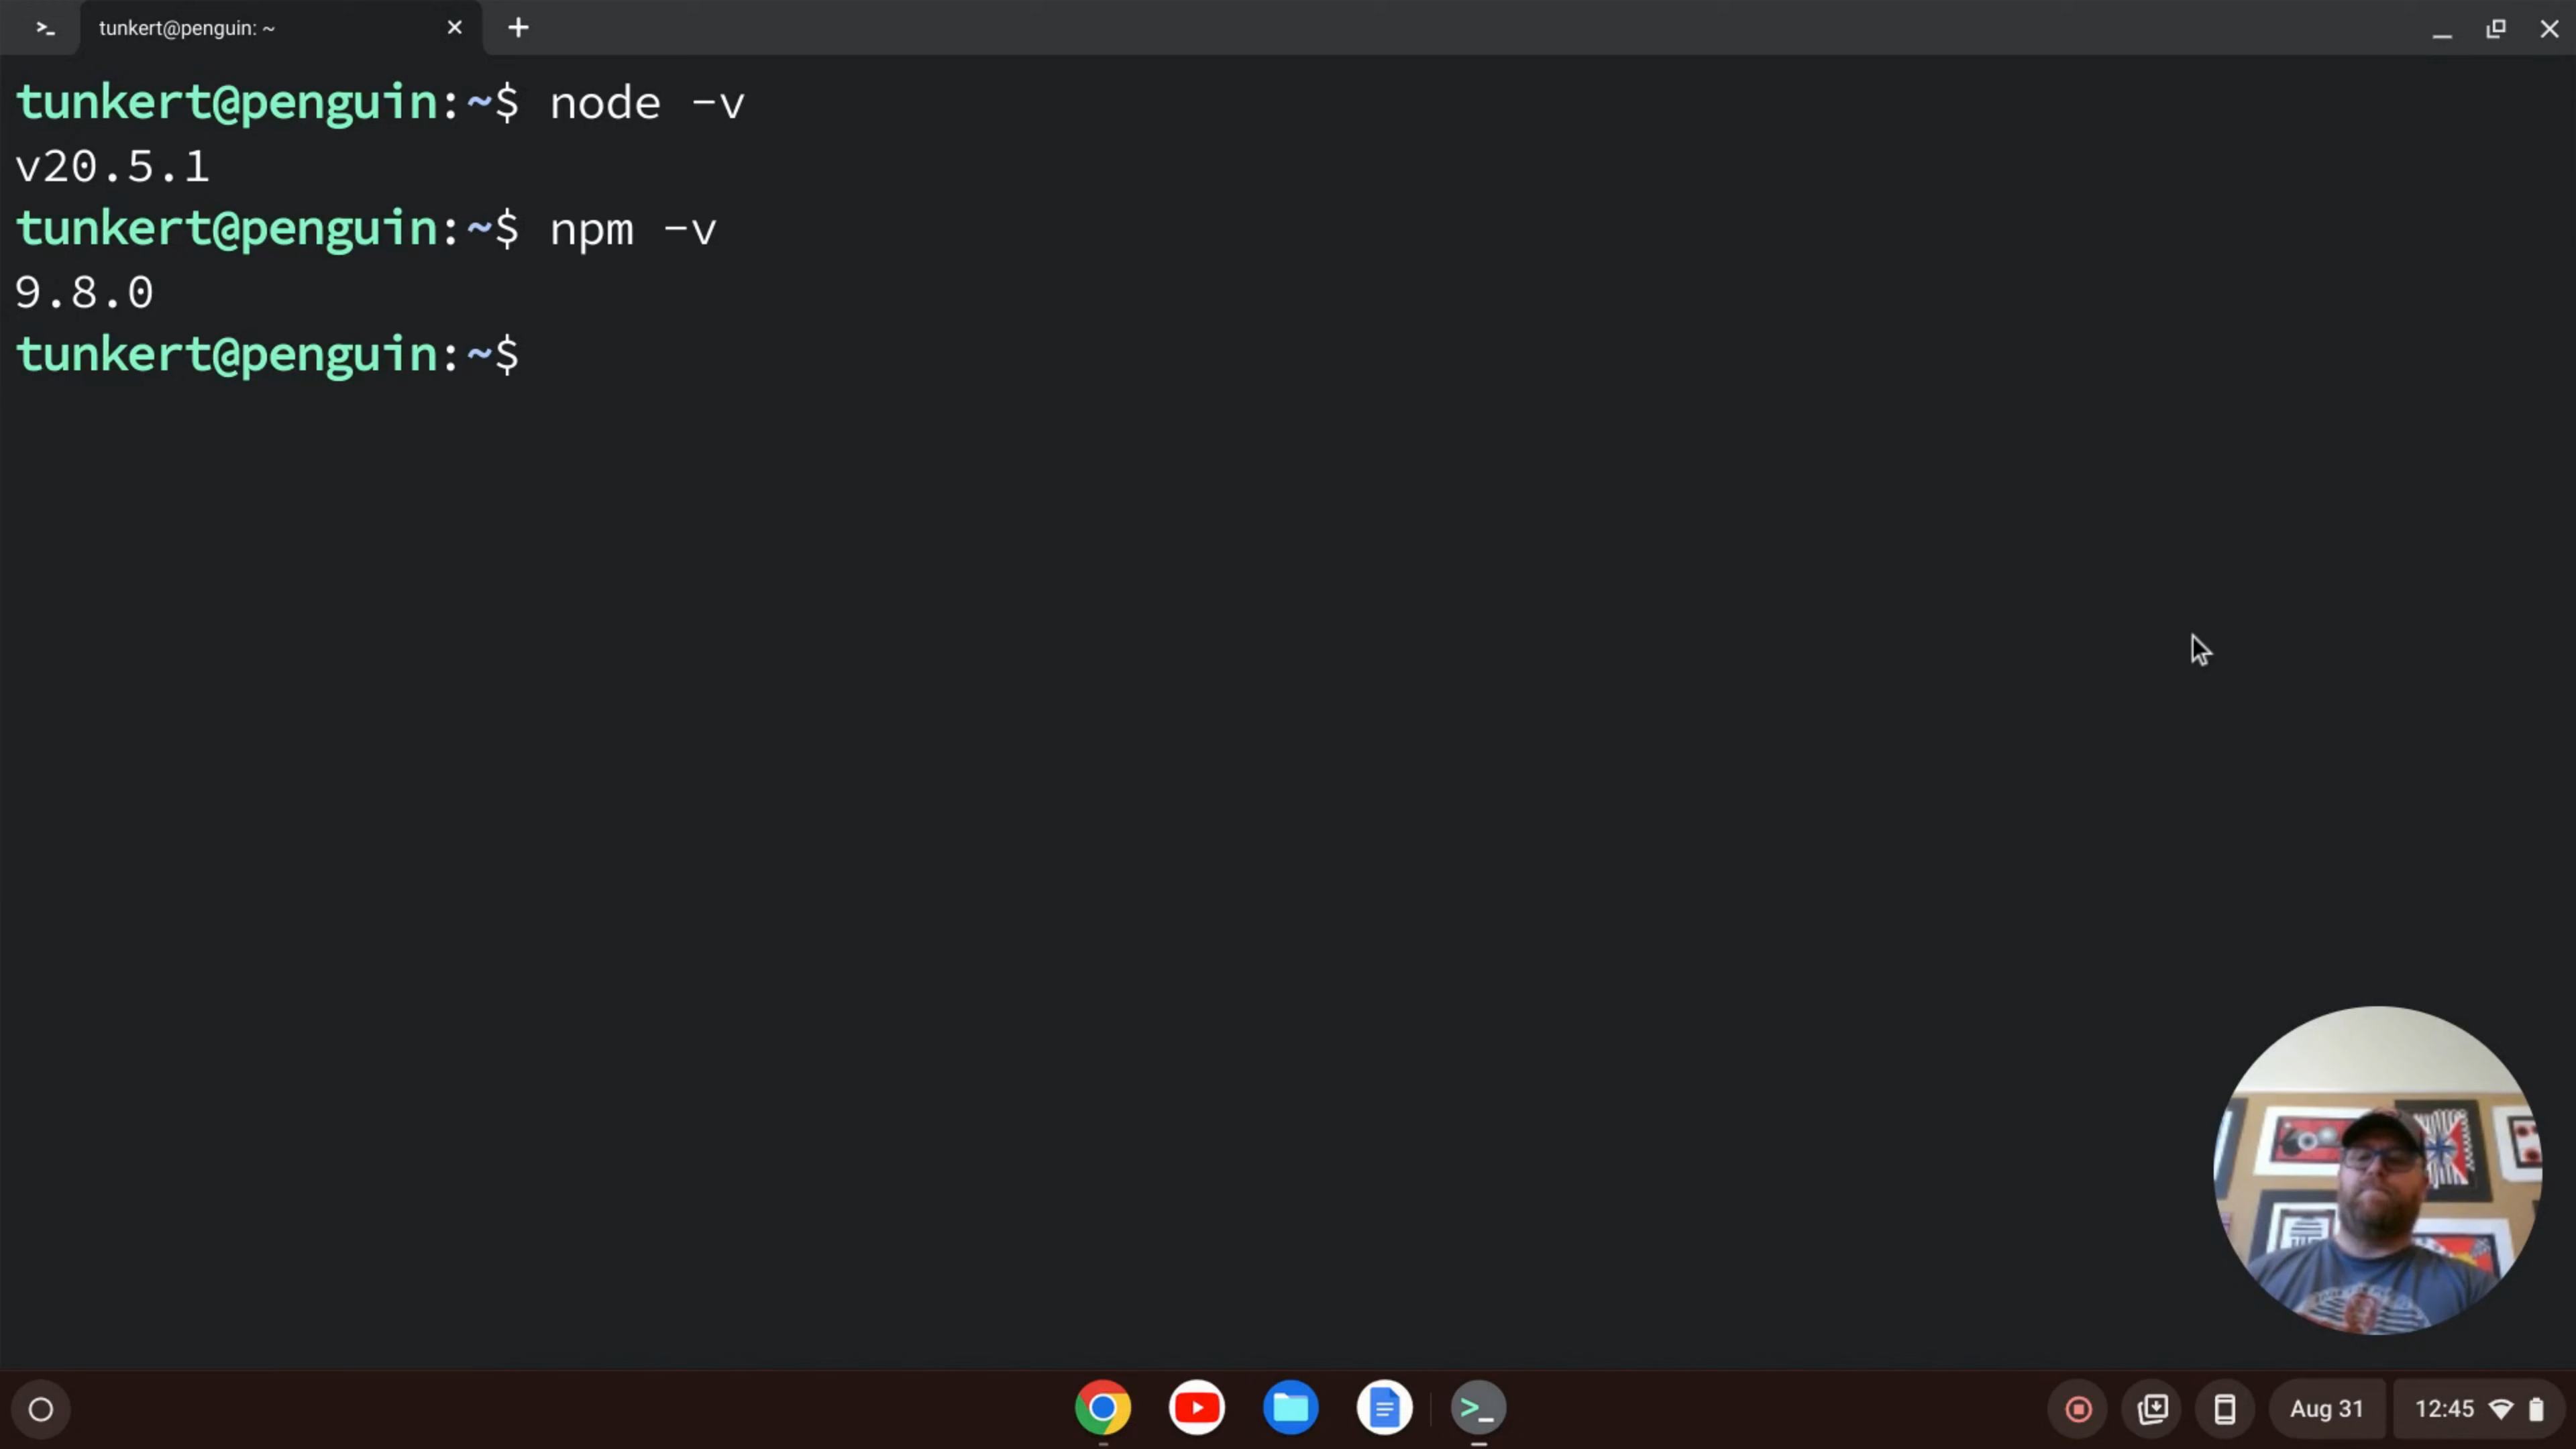 tunkert@penguin: ~
tunkert@penguin:~$ node -v
v20.5.1
tunkert@penguin:~$ npm -v
9.8.0
tunkert@penguin:~$
Aug 31
12:45